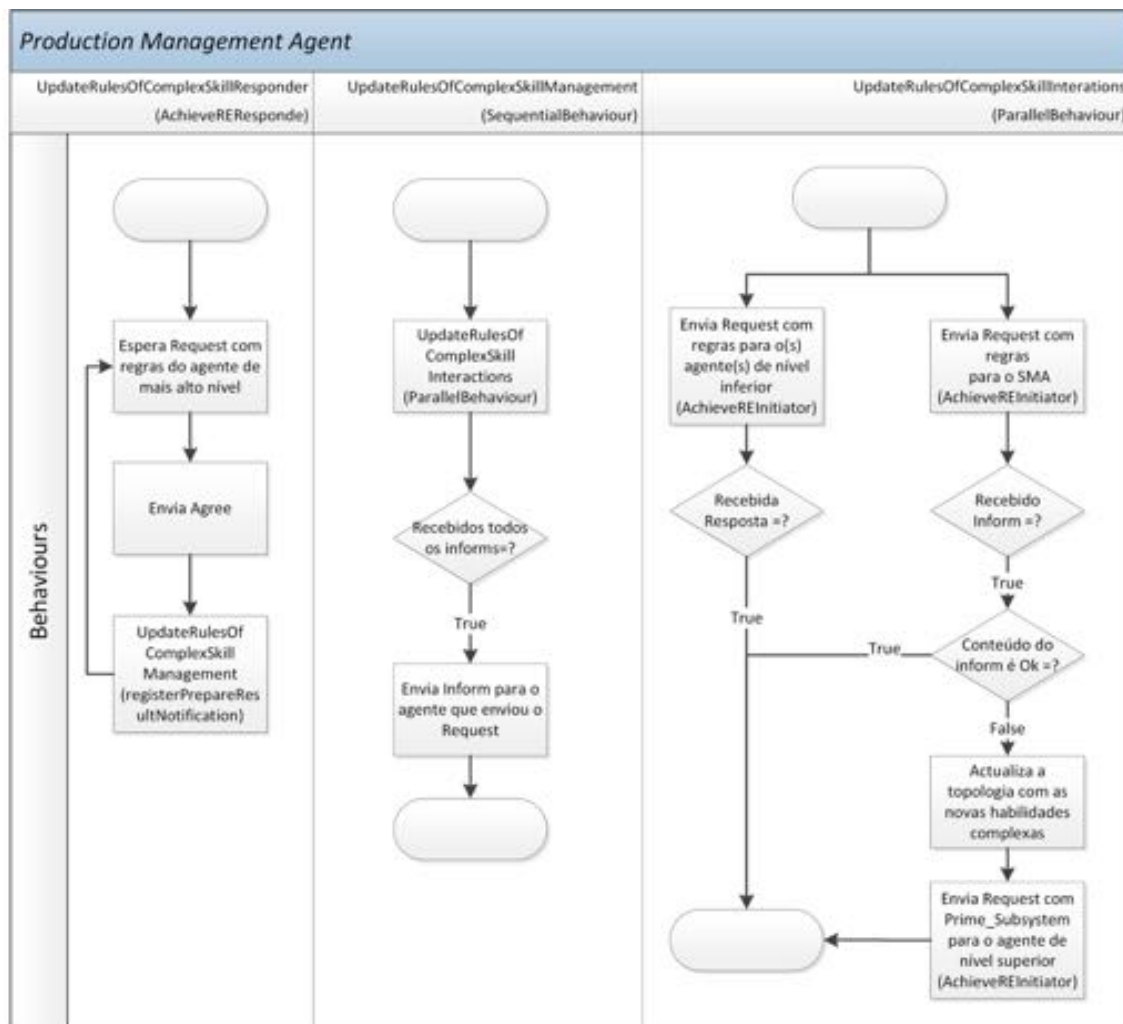 Production Management Agent
UpdateRulesOfComplexSkillResponder
(AchieveREResponde)
UpdateRulesOfComplexSkillManagement
(SequentialBehaviour)
UpdateRulesOfComplexSkillInterations
(ParallelBehaviour)
Behaviours
Espera Request com
regras do agente de
mais alto nível
Envia Agree
UpdateRulesOf
ComplexSkill
Management
(registerPrepareRes
ultNotification)
UpdateRulesOf
ComplexSkill
Interactions
(ParallelBehaviour)
Recebidos todos
os informs=?
True
Envia Inform para o
agente que enviou o
Request
Envia Request com
regras para o(s)
agente(s) de nível
inferior
(AchieveREInitiator)
Recebida
Resposta =?
True
Envia Request com
regras
para o SMA
(AchieveREInitiator)
Recebido
Inform =?
True
Conteúdo do
inform é Ok =?
True
False
Actualiza a
topologia com as
novas habilidades
complexas
Envia Request com
Prime_Subsystem
para o agente de
nível superior
(AchieveREInitiator)